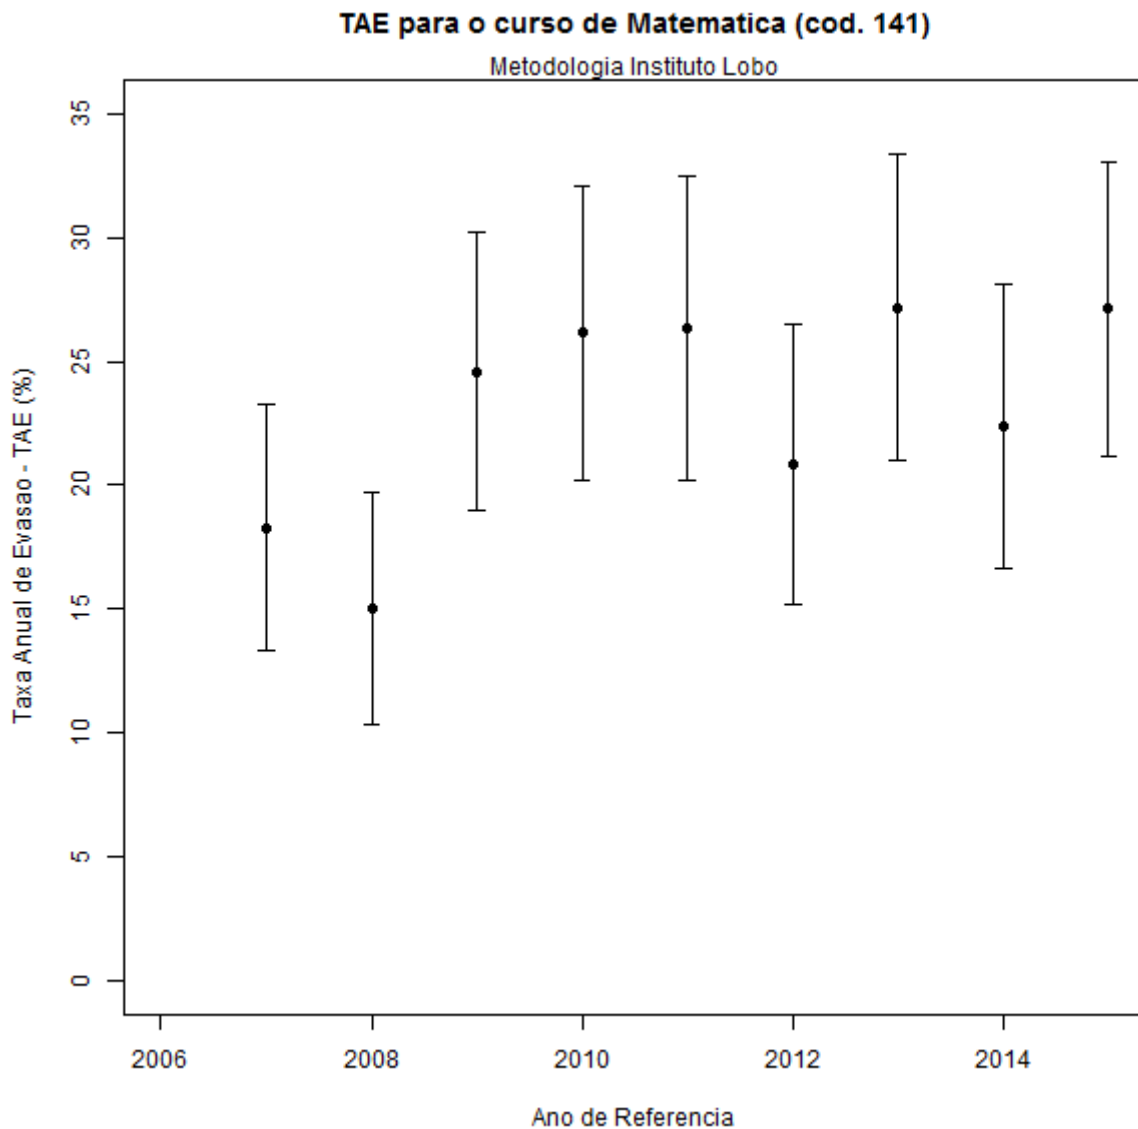 TAE para o curso de Matematica (cod. 141)
Metodologia Instituto Lobo
35
30
25
20
15
10
5
0
Taxa Anual de Evasao - TAE (%)
2006 2008 2010 2012 2014
Ano de Referencia